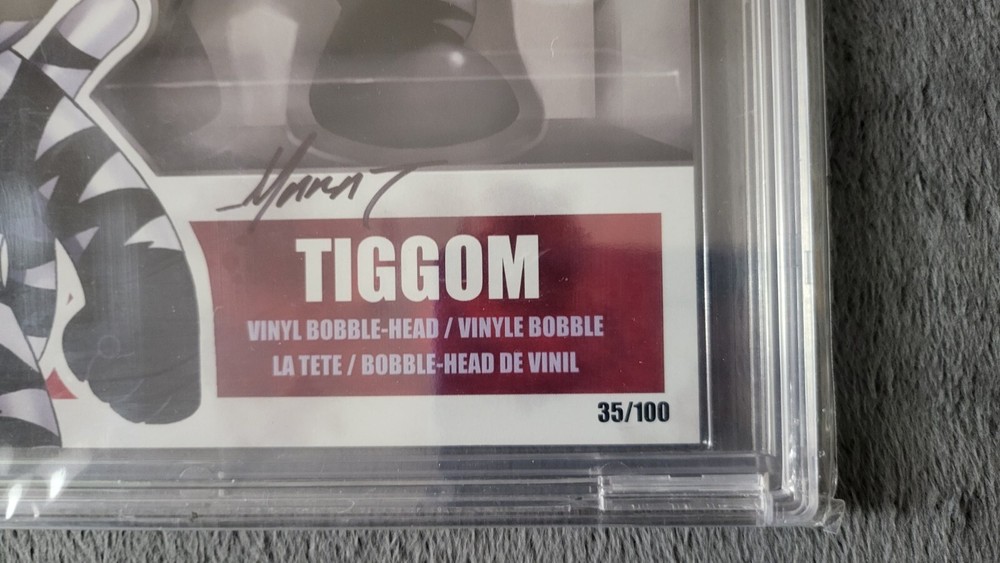 TIGGOM
VINYL BOBBLE-HEAD / VINYLE BOBBLE
LA TETE / BOBBLE-HEAD DE VINIL
35/100